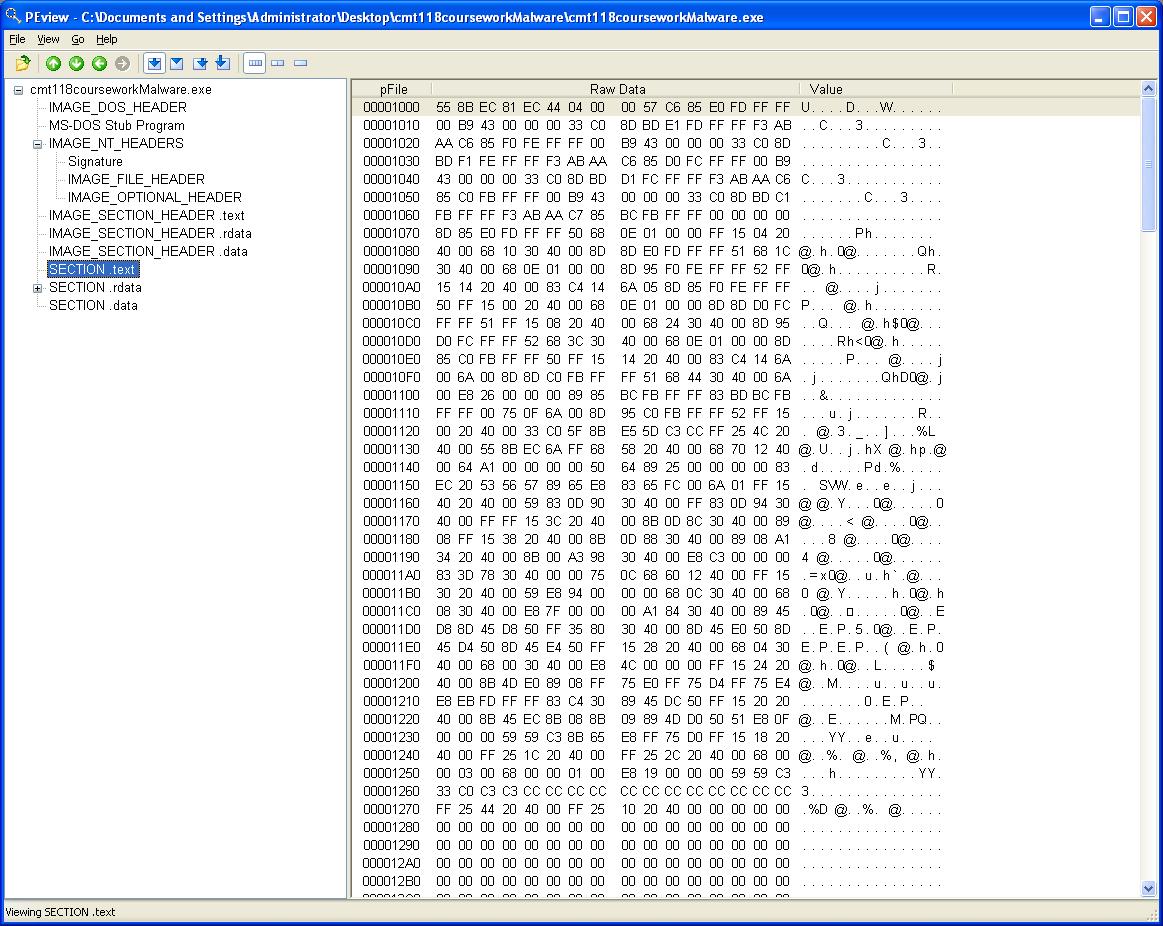 PEview - C:\Documents and Settings\Administrator\Desktop\cmt118courseworkMalware\cmt118courseworkMalware.exe
File View Go Help
cmt118courseworkMalware.exe
IMAGE_DOS_HEADER
MS-DOS Stub Program
IMAGE_NT_HEADERS
Signature
IMAGE_FILE_HEADER
IMAGE_OPTIONAL_HEADER
IMAGE_SECTION_HEADER .text
IMAGE_SECTION_HEADER .rdata
IMAGE_SECTION_HEADER .data
SECTION .text
SECTION .rdata
SECTION .data
pFile Raw Data Value
00001000 55 8B EC 81 EC 44 04 00 00 57 C6 85 E0 FD FF FF U....D...W......
00001010 00 B9 43 00 00 00 33 C0 8D BD E1 FD FF FF F3 AB ..C...3.........
00001020 AA C6 85 F0 FE FF FF 00 B9 43 00 00 00 33 C0 8D .........C...3..
00001030 BD F1 FE FF FF F3 AB AA C6 85 D0 FC FF FF 00 B9 ................
00001040 43 00 00 00 33 C0 8D BD D1 FC FF FF F3 AB AA C6 C...3...........
00001050 85 C0 FB FF FF 00 B9 43 00 00 00 33 C0 8D BD C1 .......C...3....
00001060 FB FF FF F3 AB AA C7 85 BC FB FF FF 00 00 00 00 ................
00001070 8D 85 E0 FD FF FF 50 68 0E 01 00 00 FF 15 04 20 ......Ph.......
00001080 40 00 68 10 30 40 00 8D 8D E0 FD FF FF 51 68 1C @.h.0@.......Qh.
00001090 30 40 00 68 0E 01 00 00 8D 95 F0 FE FF FF 52 FF 0@.h..........R.
000010A0 15 14 20 40 00 83 C4 14 6A 05 8D 85 F0 FE FF FF .. @....j.......
000010B0 50 FF 15 00 20 40 00 68 0E 01 00 00 8D 8D D0 FC P... @.h........
000010C0 FF FF 51 FF 15 08 20 40 00 68 24 30 40 00 8D 95 ..Q... @.h$0@...
000010D0 D0 FC FF FF 52 68 3C 30 40 00 68 0E 01 00 00 8D ....Rh<0@.h.....
000010E0 85 C0 FB FF FF 50 FF 15 14 20 40 00 83 C4 14 6A .....P... @....j
000010F0 00 6A 00 8D 8D C0 FB FF FF 51 68 44 30 40 00 6A .j.......QhD0@.j
00001100 00 E8 26 00 00 00 89 85 BC FB FF FF 83 BD BC FB ..&.............
00001110 FF FF 00 75 0F 6A 00 8D 95 C0 FB FF FF 52 FF 15 ...u.j.......R..
00001120 00 20 40 00 33 C0 5F 8B E5 5D C3 CC FF 25 4C 20 . @.3._..]...%L
00001130 40 00 55 8B EC 6A FF 68 58 20 40 00 68 70 12 40 @.U..j.hX @.hp.@
00001140 00 64 A1 00 00 00 00 50 64 89 25 00 00 00 00 83 .d.....Pd.%.....
00001150 EC 20 53 56 57 89 65 E8 83 65 FC 00 6A 01 FF 15 . SVW.e..e..j...
00001160 40 20 40 00 59 83 0D 90 30 40 00 FF 83 0D 94 30 @ @.Y...0@.....0
00001170 40 00 FF FF 15 3C 20 40 00 8B 0D 8C 30 40 00 89 @....< @....0@..
00001180 08 FF 15 38 20 40 00 8B 0D 88 30 40 00 89 08 A1 ...8 @....0@....
00001190 34 20 40 00 8B 00 A3 98 30 40 00 E8 C3 00 00 00 4 @.....0@......
000011A0 83 3D 78 30 40 00 00 75 0C 68 60 12 40 00 FF 15 .=x0@..u.h`.@...
000011B0 30 20 40 00 59 E8 94 00 00 00 68 0C 30 40 00 68 0 @.Y.....h.0@.h
000011C0 08 30 40 00 E8 7F 00 00 00 A1 84 30 40 00 89 45 .0@........0@..E
000011D0 D8 8D 45 D8 50 FF 35 80 30 40 00 8D 45 E0 50 8D ..E.P.5.0@..E.P.
000011E0 45 D4 50 8D 45 E4 50 FF 15 28 20 40 00 68 04 30 E.P.E.P..( @.h.0
000011F0 40 00 68 00 30 40 00 E8 4C 00 00 00 FF 15 24 20 @.h.0@..L.....$
00001200 40 00 8B 4D E0 89 08 FF 75 E0 FF 75 D4 FF 75 E4 @..M....u..u..u.
00001210 E8 EB FD FF FF 83 C4 30 89 45 DC 50 FF 15 20 20 .......0.E.P..
00001220 40 00 8B 45 EC 8B 08 8B 09 89 4D D0 50 51 E8 0F @..E......M.PQ..
00001230 00 00 00 59 59 C3 8B 65 E8 FF 75 D0 FF 15 18 20 ...YY..e..u....
00001240 40 00 FF 25 1C 20 40 00 FF 25 2C 20 40 00 68 00 @..%. @..%, @.h.
00001250 00 03 00 68 00 00 01 00 E8 19 00 00 00 59 59 C3 ...h.........YY.
00001260 33 C0 C3 C3 CC CC CC CC CC CC CC CC CC CC CC CC 3...............
00001270 FF 25 44 20 40 00 FF 25 10 20 40 00 00 00 00 00 .%D @..%. @.....
00001280 00 00 00 00 00 00 00 00 00 00 00 00 00 00 00 00 ................
00001290 00 00 00 00 00 00 00 00 00 00 00 00 00 00 00 00 ................
000012A0 00 00 00 00 00 00 00 00 00 00 00 00 00 00 00 00 ................
000012B0 00 00 00 00 00 00 00 00 00 00 00 00 00 00 00 00 ................
Viewing SECTION .text